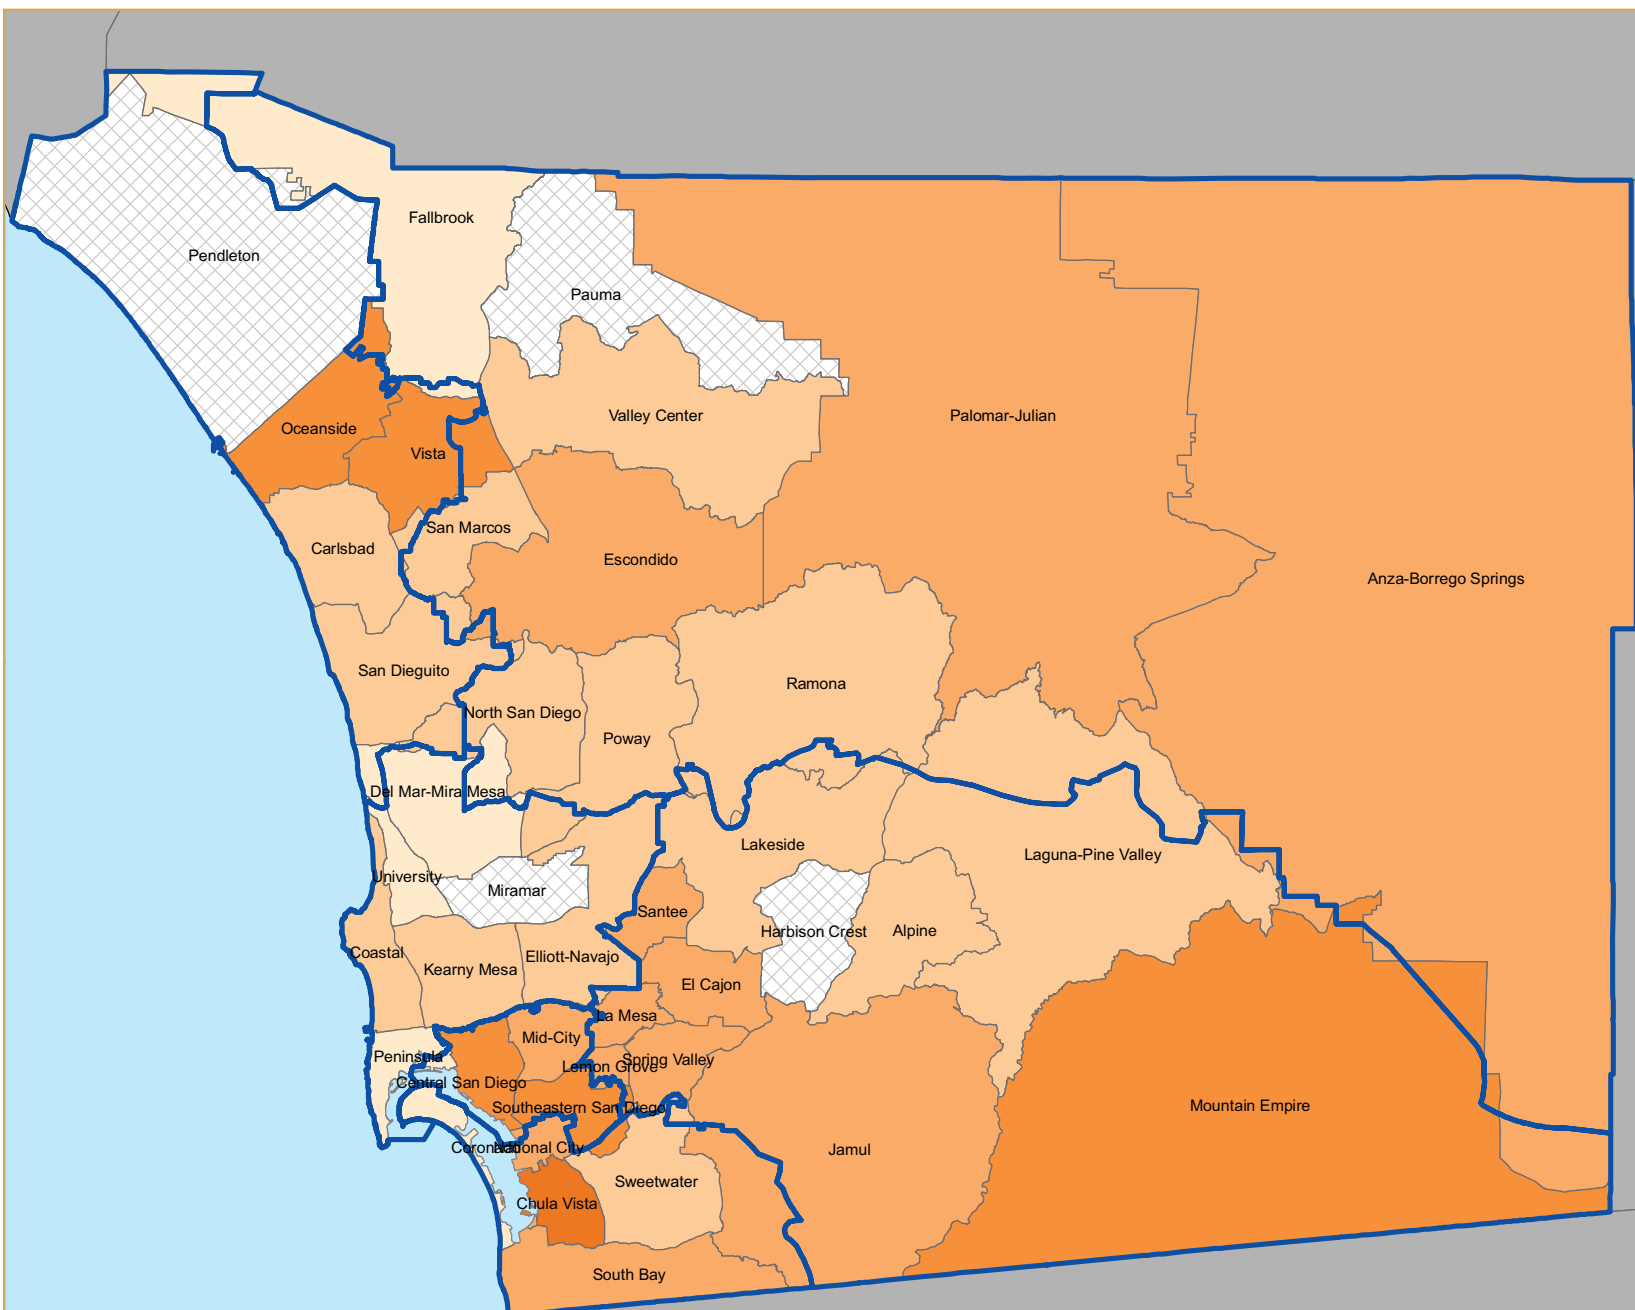 Fallbrook
Pendleton
Pauma
Valley Center
Palomar-Julian
Oceanside
Vista
San Marcos
Carlsbad
Escondido
Anza-Borrego Springs
San Dieguito
Ramona
North San Diego
Poway
Del Mar-Mira Mesa
Lakeside
Laguna-Pine Valley
University
Miramar
Santee
Harbison Crest
Alpine
Coastal
Elliott-Navajo
Kearny Mesa
El Cajon
La Mesa
Mid-City
Peninsula
Spring Valley
Lemon Grove
Central San Diego
Southeastern San Diego
Mountain Empire
Coronado
National City
Jamul
Sweetwater
Chula Vista
South Bay